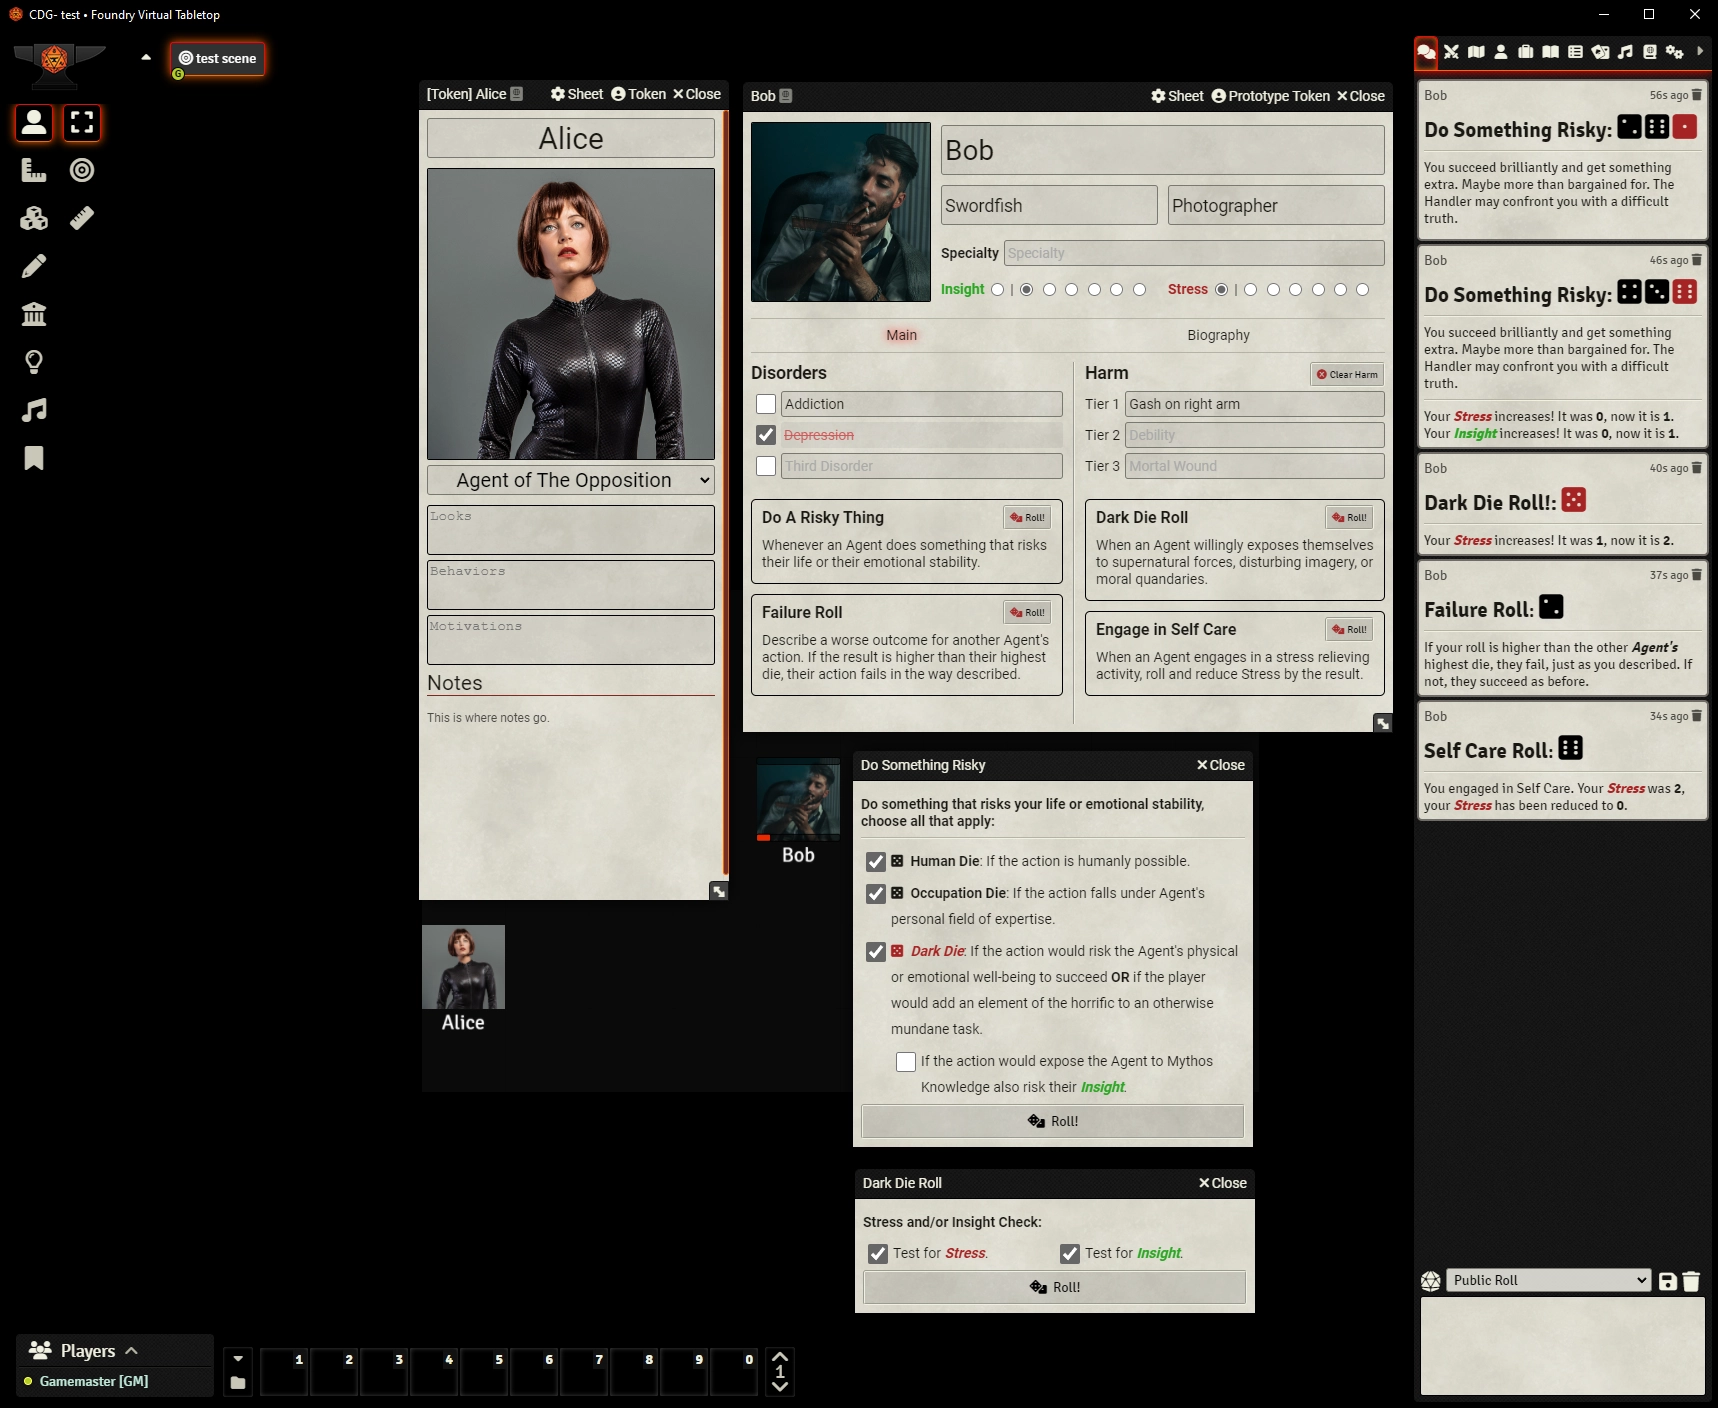 CDG- test • Foundry Virtual Tabletop
test scene
G
[Token] Alice
Sheet
Token
Close
Alice
Agent of The Opposition
Looks
Behaviors
Motivations
Notes
This is where notes go.
Bob
Sheet
Prototype Token
Close
Bob
Swordfish
Photographer
Specialty
Specialty
Insight
|
Stress
|
Main
Biography
Disorders
Addiction
Depression
Third Disorder
Harm
Clear Harm
Tier 1
Gash on right arm
Tier 2
Debility
Tier 3
Mortal Wound
Do A Risky Thing
Roll!
Whenever an Agent does something that risks
their life or their emotional stability.
Failure Roll
Roll!
Describe a worse outcome for another Agent's
action. If the result is higher than their highest
die, their action fails in the way described.
Dark Die Roll
Roll!
When an Agent willingly exposes themselves
to supernatural forces, disturbing imagery, or
moral quandaries.
Engage in Self Care
Roll!
When an Agent engages in a stress relieving
activity, roll and reduce Stress by the result.
Bob
Alice
Do Something Risky
Close
Do something that risks your life or emotional stability,
choose all that apply:
Human Die: If the action is humanly possible.
Occupation Die: If the action falls under Agent's
personal field of expertise.
Dark Die: If the action would risk the Agent's physical
or emotional well-being to succeed OR if the player
would add an element of the horrific to an otherwise
mundane task.
If the action would expose the Agent to Mythos
Knowledge also risk their Insight.
Roll!
Dark Die Roll
Close
Stress and/or Insight Check:
Test for Stress.
Test for Insight.
Roll!
Bob
56s ago
Do Something Risky:
You succeed brilliantly and get something
extra. Maybe more than bargained for. The
Handler may confront you with a difficult
truth.
Bob
46s ago
Do Something Risky:
You succeed brilliantly and get something
extra. Maybe more than bargained for. The
Handler may confront you with a difficult
truth.
Your Stress increases! It was 0, now it is 1.
Your Insight increases! It was 0, now it is 1.
Bob
40s ago
Dark Die Roll!:
Your Stress increases! It was 1, now it is 2.
Bob
37s ago
Failure Roll:
If your roll is higher than the other Agent's
highest die, they fail, just as you described. If
not, they succeed as before.
Bob
34s ago
Self Care Roll:
You engaged in Self Care. Your Stress was 2,
your Stress has been reduced to 0.
Public Roll
Players
Gamemaster [GM]
1
2
3
4
5
6
7
8
9
0
1